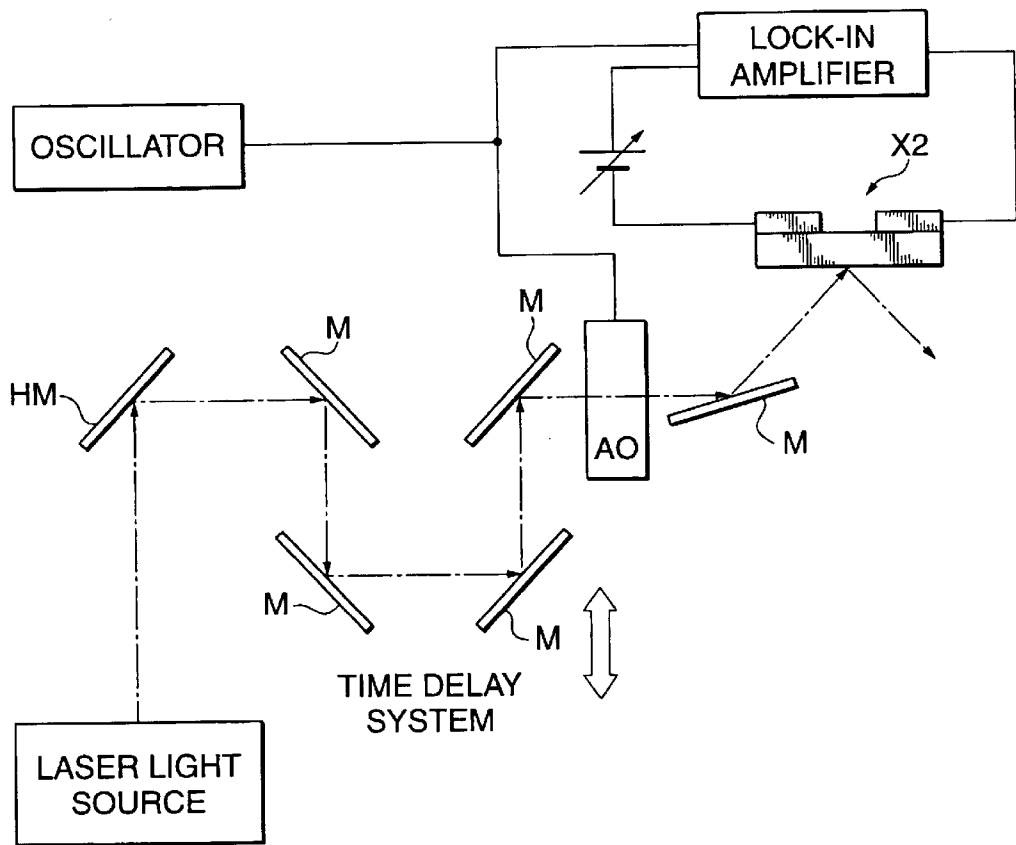 LOCK-IN
AMPLIFIER
OSCILLATOR
X2
M
M
HM
M
AO
M
M
TIME DELAY
SYSTEM
LASER LIGHT
SOURCE